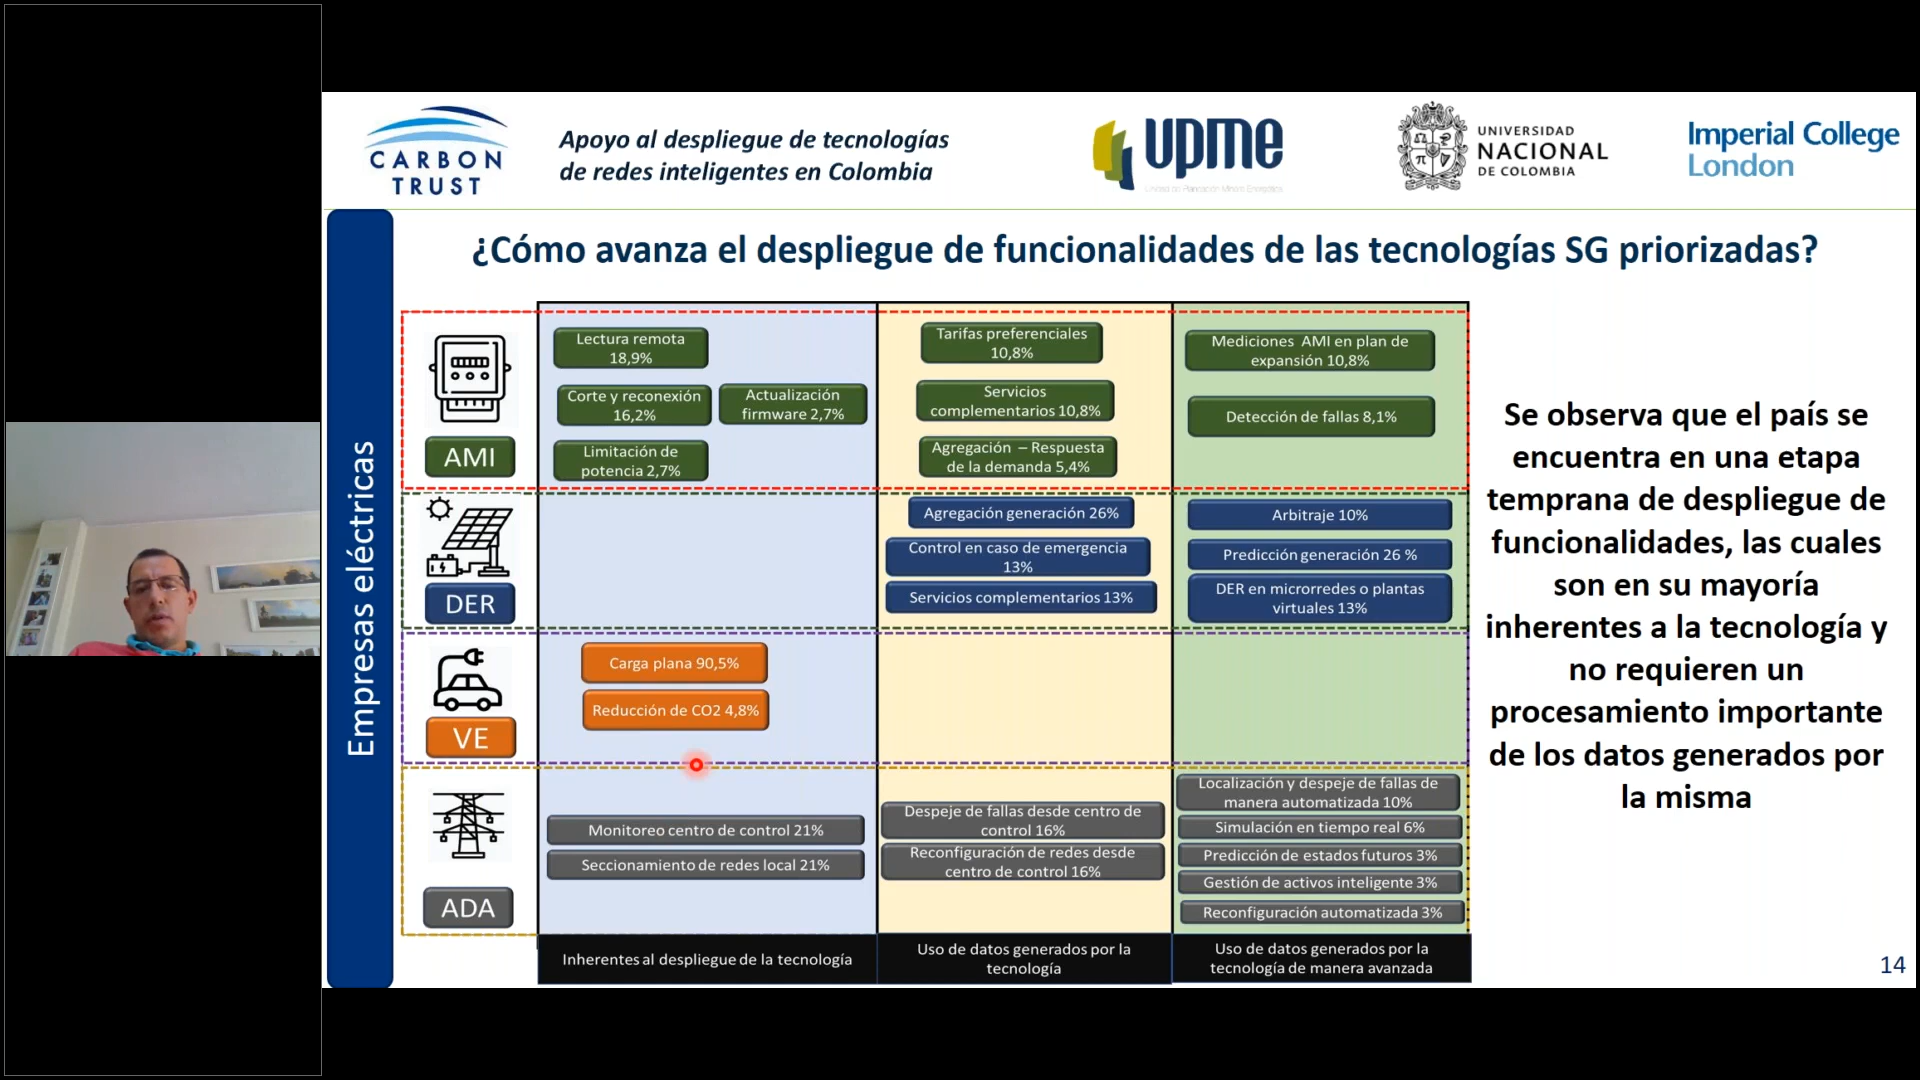 CARBON
TRUST
Apoyo al despliegue de tecnologías
de redes inteligentes en Colombia
upme
Unidad de Planeación Minero Energética
UNIVERSIDAD
NACIONAL
DE COLOMBIA
Imperial College
London
¿Cómo avanza el despliegue de funcionalidades de las tecnologías SG priorizadas?
Empresas eléctricas
AMI
Lectura remota
18,9%
Corte y reconexión
16,2%
Actualización
firmware 2,7%
Limitación de
potencia 2,7%
Tarifas preferenciales
10,8%
Servicios
complementarios 10,8%
Agregación – Respuesta
de la demanda 5,4%
Mediciones AMI en plan de
expansión 10,8%
Detección de fallas 8,1%
DER
Agregación generación 26%
Control en caso de emergencia
13%
Servicios complementarios 13%
Arbitraje 10%
Predicción generación 26 %
DER en microrredes o plantas
virtuales 13%
VE
Carga plana 90,5%
Reducción de CO2 4,8%
ADA
Monitoreo centro de control 21%
Seccionamiento de redes local 21%
Despeje de fallas desde centro de
control 16%
Reconfiguración de redes desde
centro de control 16%
Localización y despeje de fallas de
manera automatizada 10%
Simulación en tiempo real 6%
Predicción de estados futuros 3%
Gestión de activos inteligente 3%
Reconfiguración automatizada 3%
Inherentes al despliegue de la tecnología
Uso de datos generados por la
tecnología
Uso de datos generados por la
tecnología de manera avanzada
Se observa que el país se
encuentra en una etapa
temprana de despliegue de
funcionalidades, las cuales
son en su mayoría
inherentes a la tecnología y
no requieren un
procesamiento importante
de los datos generados por
la misma
14